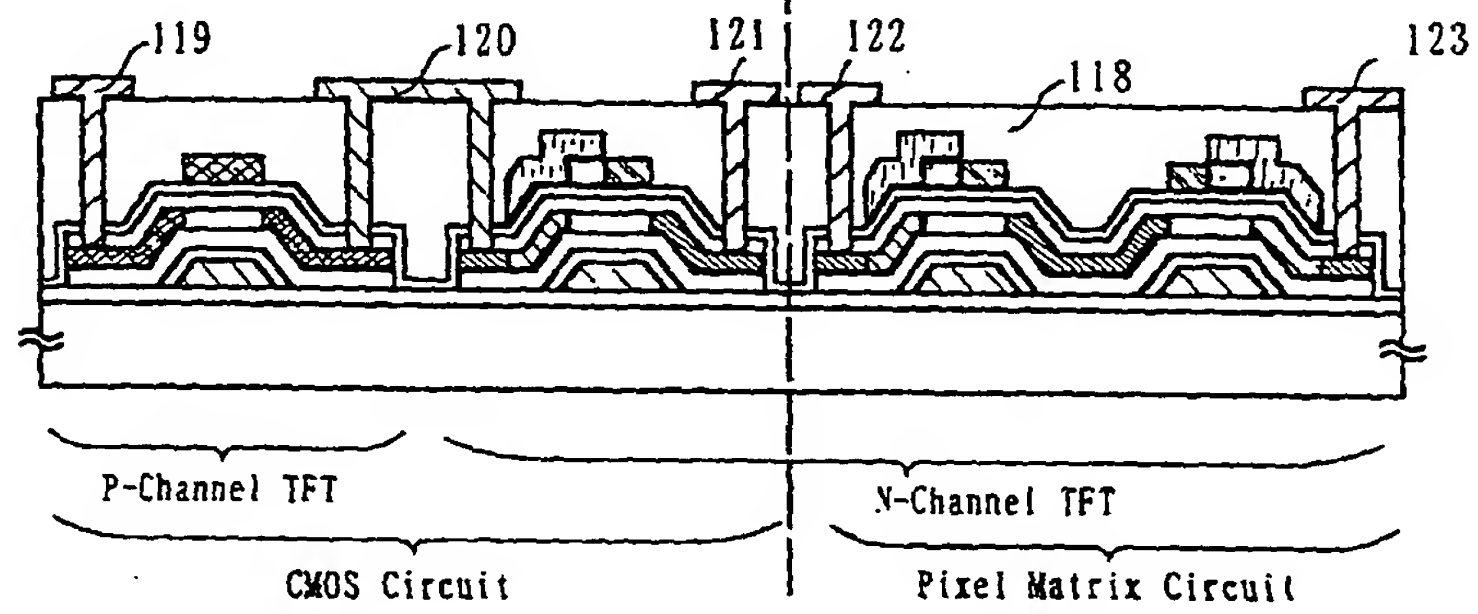 119
120
121
122
118
123
P-Channel TFT
N-Channel TFT
CMOS Circuit
Pixel Matrix Circuit